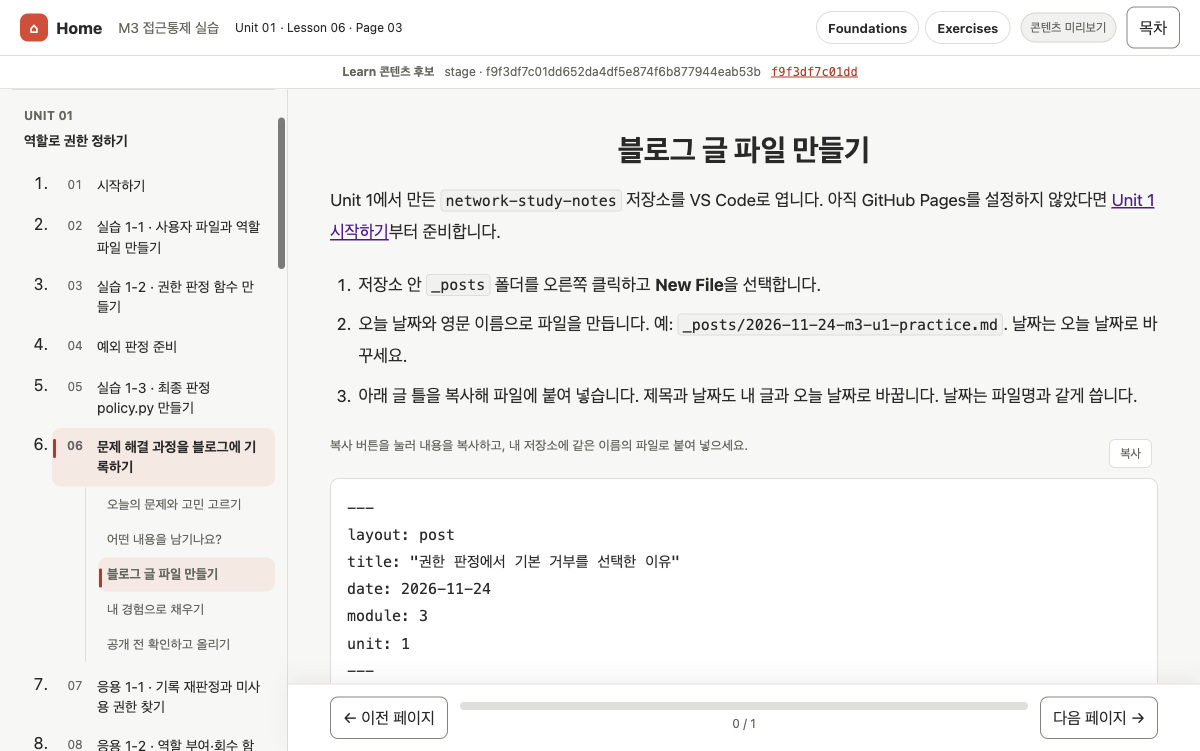 Home M3 접근통제 실습 Unit 01 · Lesson 06 · Page 03 Foundations Exercises 콘텐츠 미리보기 목차
Learn 콘텐츠 후보 stage · f9f3df7c01dd652da4df5e874f6b877944eab53b f9f3df7c01dd
UNIT 01
역할로 권한 정하기
1. 01 시작하기
2. 02 실습 1-1 · 사용자 파일과 역할
파일 만들기
3. 03 실습 1-2 · 권한 판정 함수 만
들기
4. 04 예외 판정 준비
5. 05 실습 1-3 · 최종 판정
policy.py 만들기
6. 06 문제 해결 과정을 블로그에 기
록하기
오늘의 문제와 고민 고르기
어떤 내용을 남기나요?
블로그 글 파일 만들기
내 경험으로 채우기
공개 전 확인하고 올리기
7. 07 응용 1-1 · 기록 재판정과 미사
용 권한 찾기
8. 08 응용 1-2 · 역할 부여·회수 함
블로그 글 파일 만들기
Unit 1에서 만든 network-study-notes 저장소를 VS Code로 엽니다. 아직 GitHub Pages를 설정하지 않았다면 Unit 1
시작하기부터 준비합니다.
1. 저장소 안 _posts 폴더를 오른쪽 클릭하고 New File을 선택합니다.
2. 오늘 날짜와 영문 이름으로 파일을 만듭니다. 예: _posts/2026-11-24-m3-u1-practice.md. 날짜는 오늘 날짜로 바
꾸세요.
3. 아래 글 틀을 복사해 파일에 붙여 넣습니다. 제목과 날짜도 내 글과 오늘 날짜로 바꿉니다. 날짜는 파일명과 같게 씁니다.
복사 버튼을 눌러 내용을 복사하고, 내 저장소에 같은 이름의 파일로 붙여 넣으세요.
복사
---
layout: post
title: "권한 판정에서 기본 거부를 선택한 이유"
date: 2026-11-24
module: 3
unit: 1
---
← 이전 페이지
0 / 1
다음 페이지 →